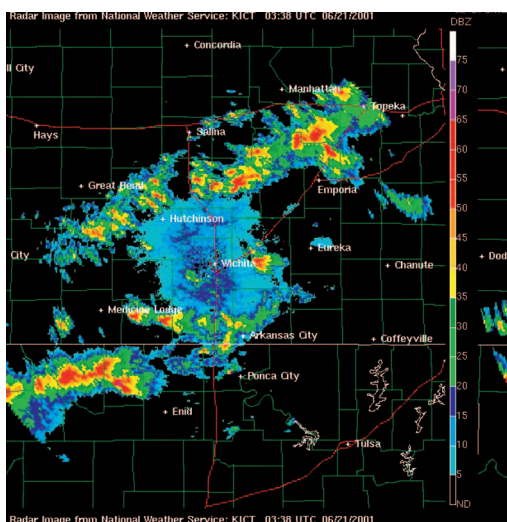 Radar Image from National Weather Service: KICT 03:38 UTC 06/21/2001
DBZ
Concordia
ll City
75
Manhattan
70
Topeka
65
Hays
Salina
60
55
Great Bend
Emporia
50
Hutchinson
45
City
Eureka
40
Wichita
Chanute
Dod
35
Medicine Lodge
30
Arkansas City
Coffeyville
25
Ponca City
20
Enid
15
Tulsa
10
5
ND
Radar Image from National Weather Service: KICT 03:38 UTC 06/21/2001